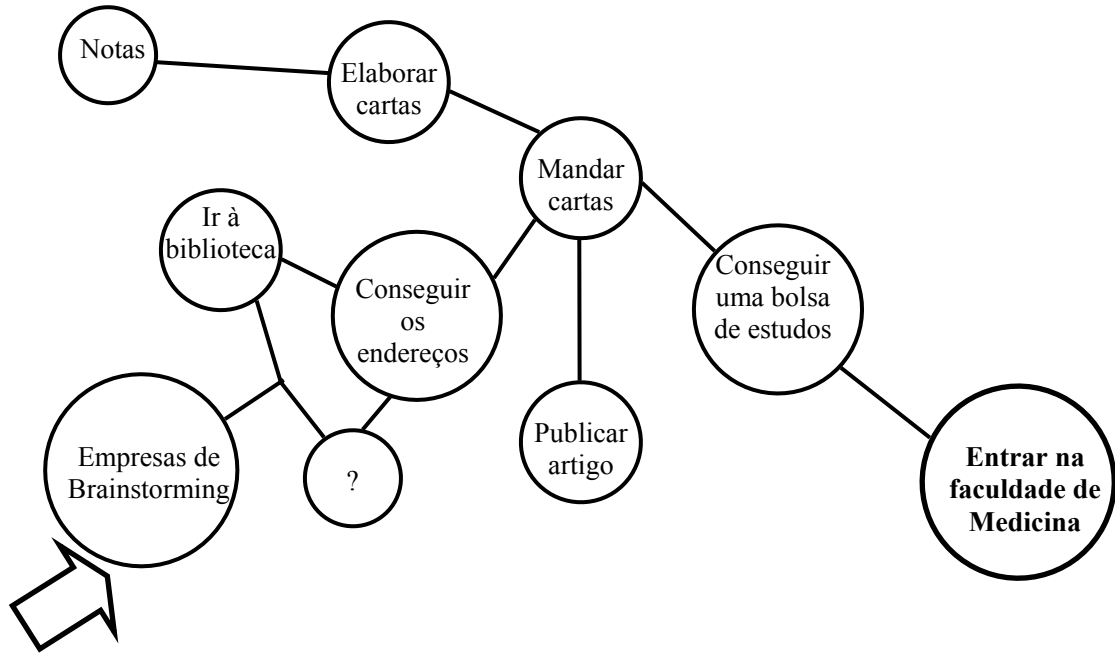 Notas
Elaborar
cartas
Mandar
cartas
Ir à
biblioteca
Conseguir
os
endereços
Conseguir
uma bolsa
de estudos
Publicar
artigo
Empresas de
Brainstorming
?
Entrar na
faculdade de
Medicina